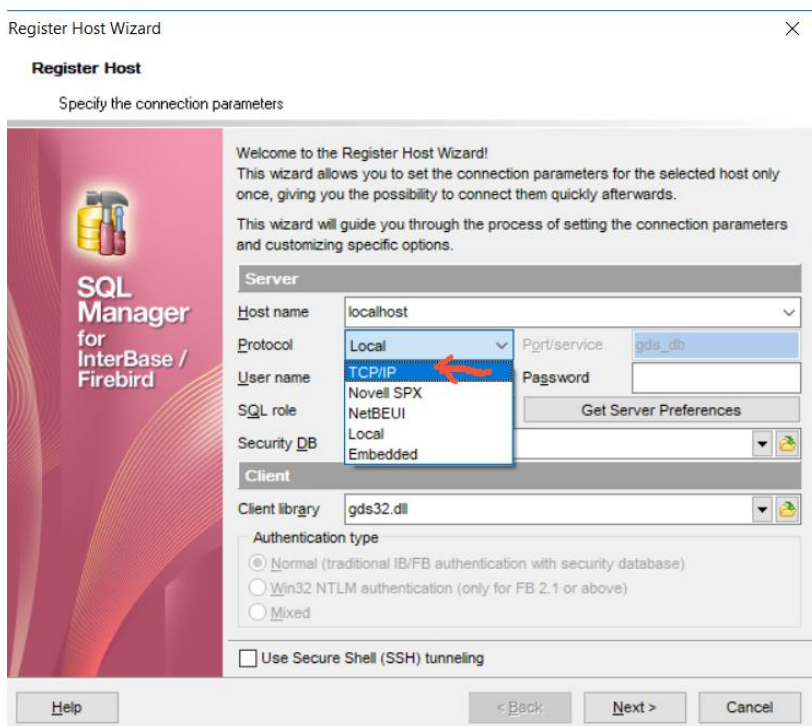 Register Host Wizard
Register Host
Specify the connection parameters
SQL
Manager
for
InterBase /
Firebird
Welcome to the Register Host Wizard!
This wizard allows you to set the connection parameters for the selected host only
once, giving you the possibility to connect them quickly afterwards.
This wizard will guide you through the process of setting the connection parameters
and customizing specific options.
Server
Host name localhost
Protocol Local Port/service gds_db
TCP/IP
User name Password
Novell SPX
NetBEUI
SQL role Get Server Preferences
Local
Security DB
Embedded
Client
Client library gds32.dll
Authentication type
Normal (traditional IB/FB authentication with security database)
Win32 NTLM authentication (only for FB 2.1 or above)
Mixed
Use Secure Shell (SSH) tunneling
Help < Back Next > Cancel